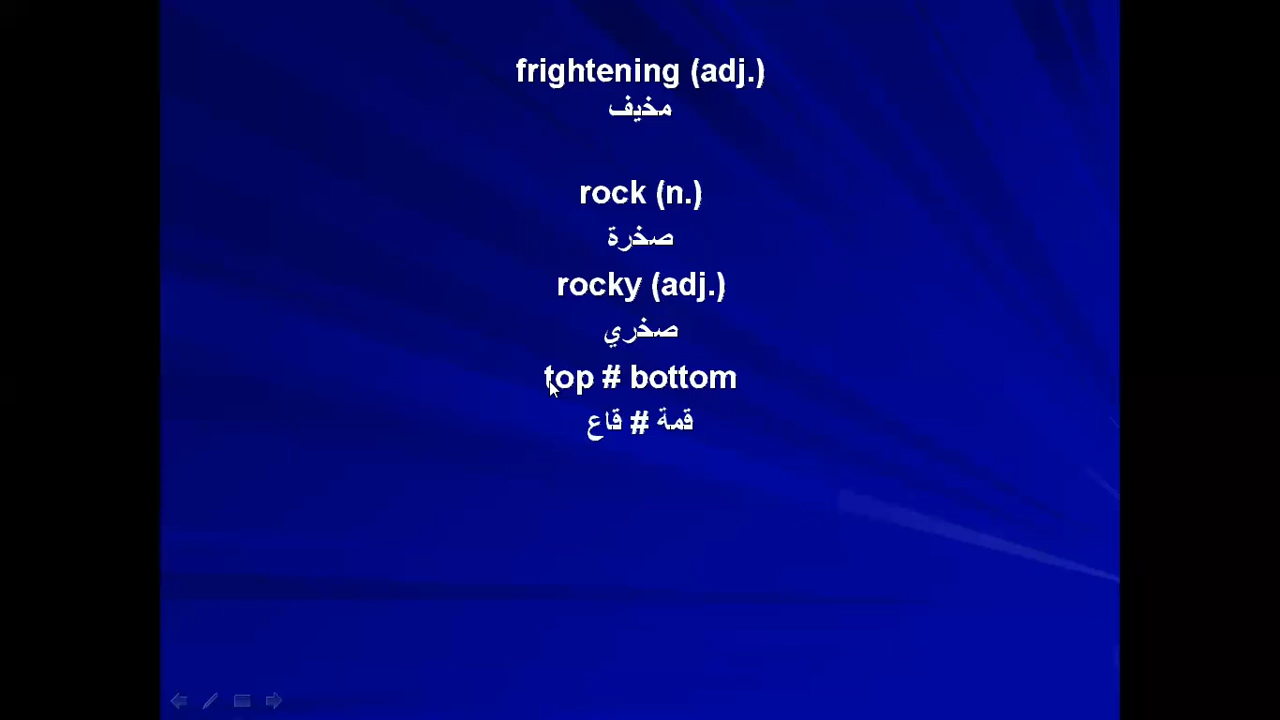 frightening (adj.)
مخيف
rock (n.)
صخرة
rocky (adj.)
صخري
top # bottom
قمة # قاع